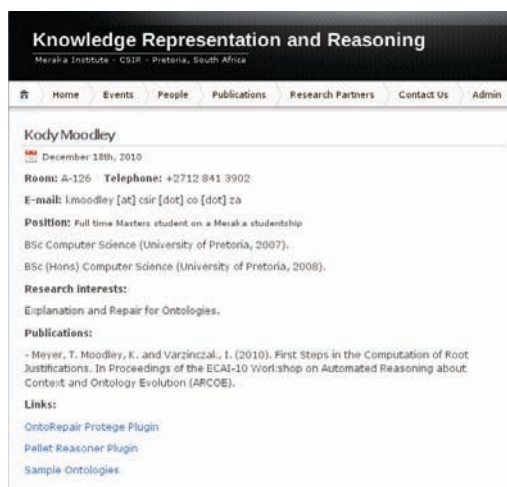 Knowledge Representation and Reasoning
Meraka Institute - CSIR - Pretoria, South Africa
Home Events People Publications Research Partners Contact Us Admin
Kody Moodley
December 18th, 2010
Room: A-126 Telephone: +2712 841 3902
E-mail: kmoodley [at] csir [dot] co [dot] za
Position: Full time Masters student on a Meraka studentship
BSc Computer Science (University of Pretoria, 2007).
BSc (Hons) Computer Science (University of Pretoria, 2008).
Research interests:
Explanation and Repair for Ontologies.
Publications:
- Meyer, T. Moodley, K. and Varzinczal., I. (2010). First Steps in the Computation of Root
Justifications. In Proceedings of the ECAI-10 Workshop on Automated Reasoning about
Context and Ontology Evolution (ARCOE).
Links:
OntoRepair Protege Plugin
Pellet Reasoner Plugin
Sample Ontologies